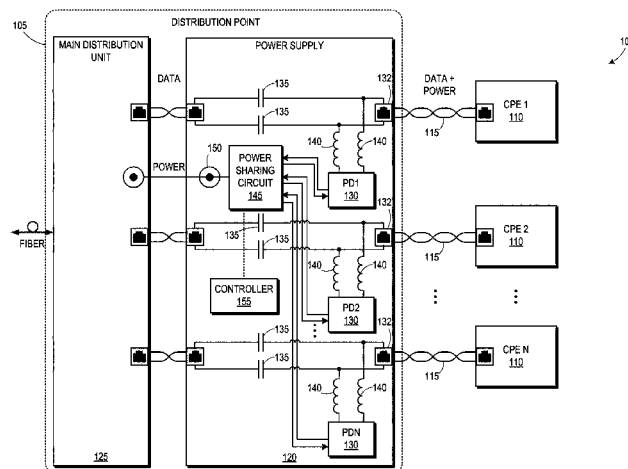 105
DISTRIBUTION POINT
MAIN DISTRIBUTION UNIT
POWER SUPPLY
DATA
135
135
132
DATA + POWER
115
CPE 1
110
140
140
150
POWER
POWER SHARING CIRCUIT
145
PD1
130
FIBER
135
135
132
115
CPE 2
110
140
140
CONTROLLER
155
PD2
130
135
135
132
115
CPE N
110
140
140
PDN
130
125
120